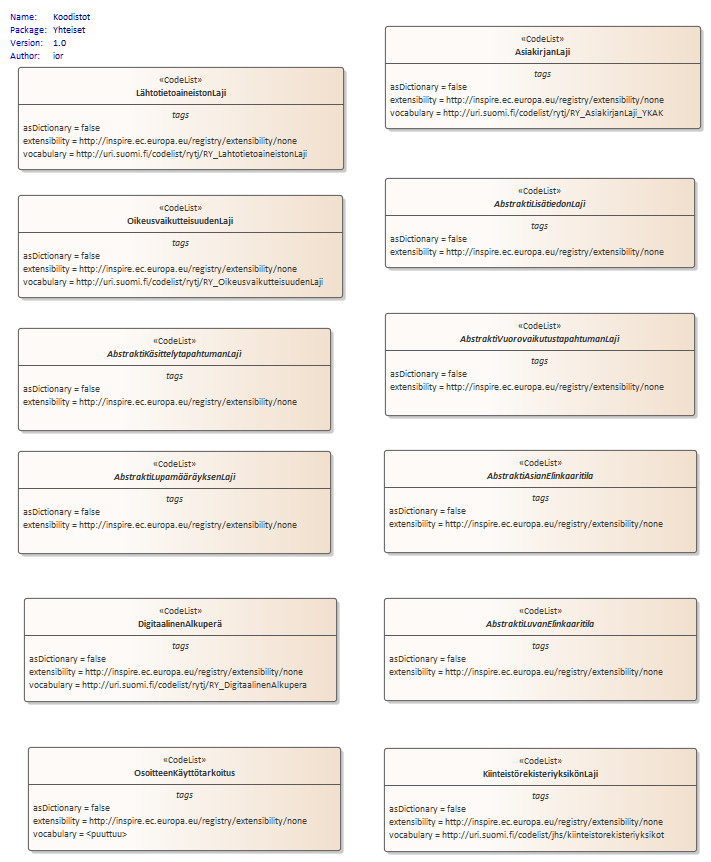 Name: Koodistot
Package: Yhteiset
Version: 1.0
Author: ior
«CodeList»
LähtotietoaineistonLaji
tags
asDictionary = false
extensibility = http://inspire.ec.europa.eu/registry/extensibility/none
vocabulary = http://uri.suomi.fi/codelist/rytj/RY_LahtotietoaineistonLaji
«CodeList»
AsiakirjanLaji
tags
asDictionary = false
extensibility = http://inspire.ec.europa.eu/registry/extensibility/none
vocabulary = http://uri.suomi.fi/codelist/rytj/RY_AsiakirjanLaji_YKAK
«CodeList»
OikeusvaikutteisuudenLaji
tags
asDictionary = false
extensibility = http://inspire.ec.europa.eu/registry/extensibility/none
vocabulary = http://uri.suomi.fi/codelist/rytj/RY_OikeusvaikutteisuudenLaji
«CodeList»
AbstraktiLisätiedonLaji
tags
asDictionary = false
extensibility = http://inspire.ec.europa.eu/registry/extensibility/none
«CodeList»
AbstraktiKäsittelytapahtumanLaji
tags
asDictionary = false
extensibility = http://inspire.ec.europa.eu/registry/extensibility/none
«CodeList»
AbstraktiVuorovaikutustapahtumanLaji
tags
asDictionary = false
extensibility = http://inspire.ec.europa.eu/registry/extensibility/none
«CodeList»
AbstraktiLupamääräyksenLaji
tags
asDictionary = false
extensibility = http://inspire.ec.europa.eu/registry/extensibility/none
«CodeList»
AbstraktiAsianElinkaaritila
tags
asDictionary = false
extensibility = http://inspire.ec.europa.eu/registry/extensibility/none
«CodeList»
DigitaalinenAlkuperä
tags
asDictionary = false
extensibility = http://inspire.ec.europa.eu/registry/extensibility/none
vocabulary = http://uri.suomi.fi/codelist/rytj/RY_DigitaalinenAlkupera
«CodeList»
AbstraktiLuvanElinkaaritila
tags
asDictionary = false
extensibility = http://inspire.ec.europa.eu/registry/extensibility/none
«CodeList»
OsoitteenKäyttötarkoitus
tags
asDictionary = false
extensibility = http://inspire.ec.europa.eu/registry/extensibility/none
vocabulary = <puuttuu>
«CodeList»
KiinteistörekisteriyksikönLaji
tags
asDictionary = false
extensibility = http://inspire.ec.europa.eu/registry/extensibility/none
vocabulary = http://uri.suomi.fi/codelist/jhs/kiinteistorekisteriyksikot